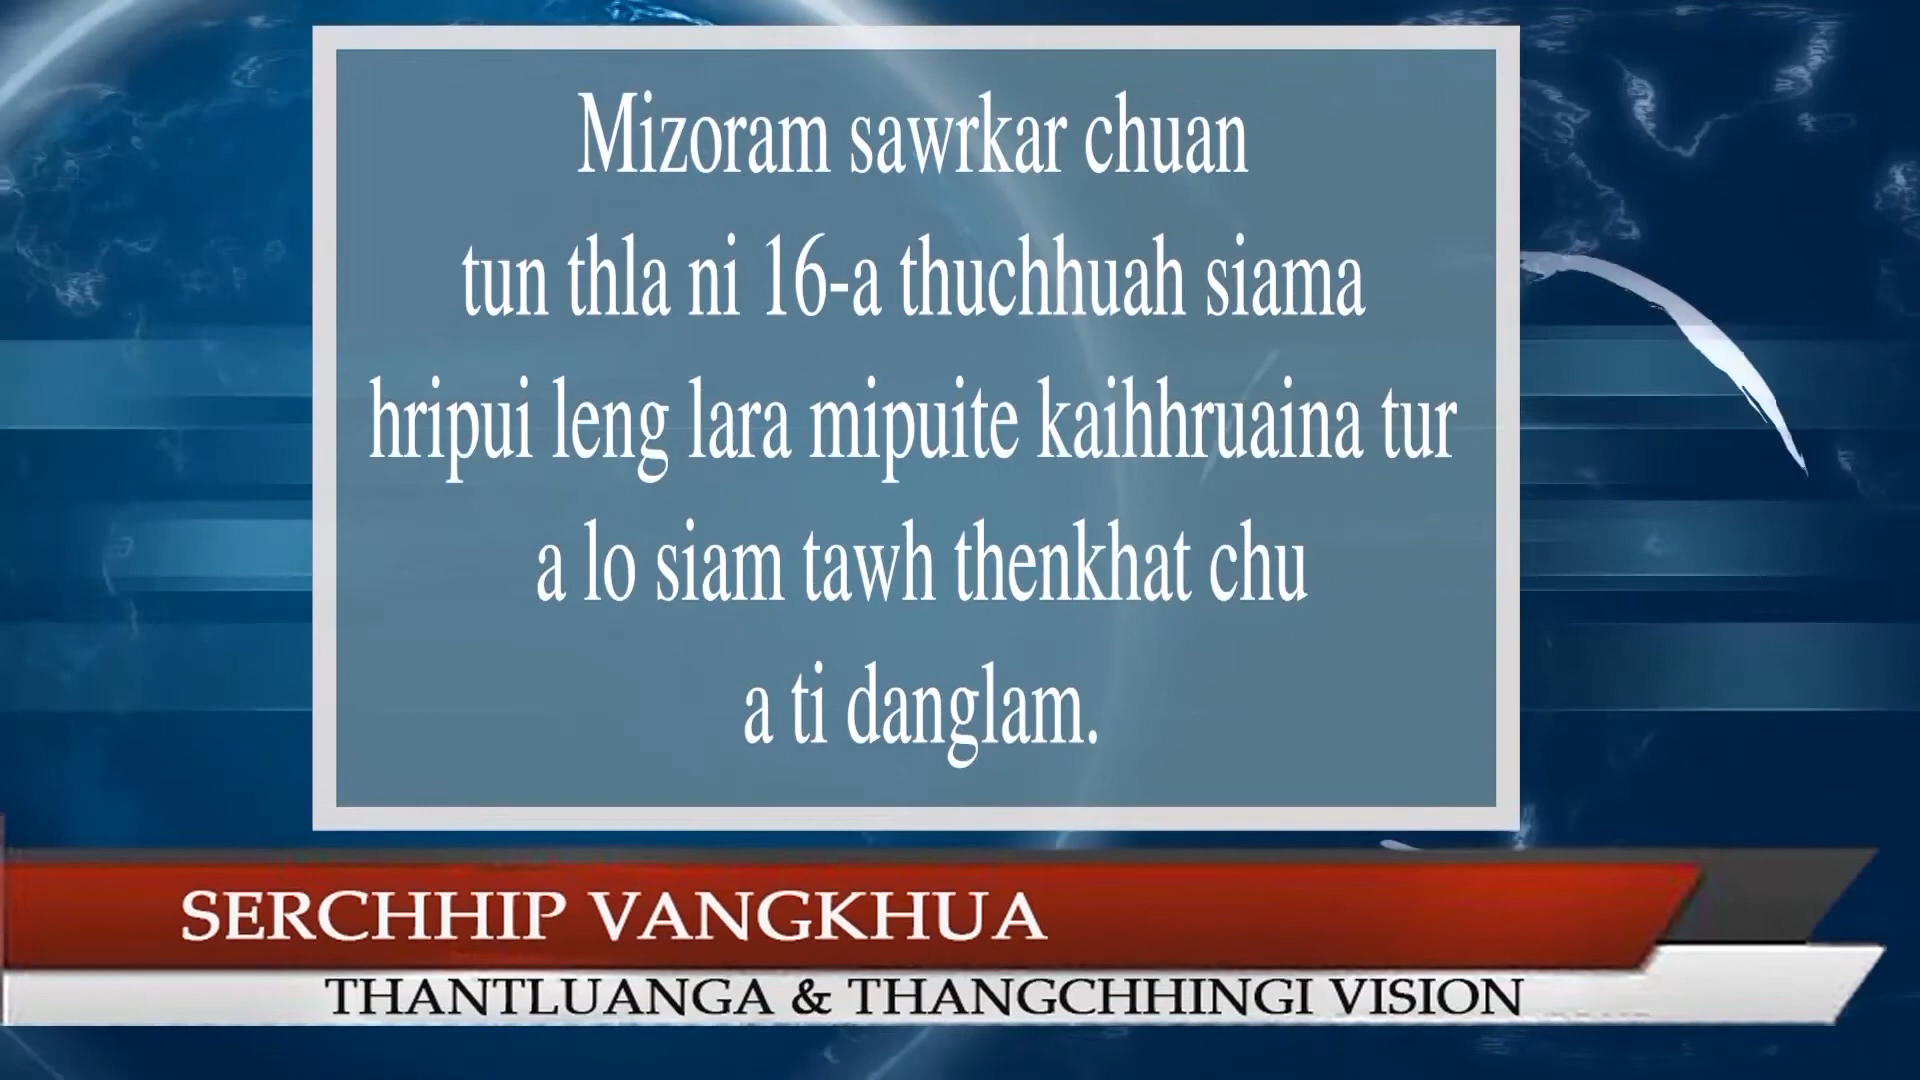 Mizoram sawrkar chuan
tun thla ni 16-a thuchhuah siama
hripui leng lara mipuite kaihhruaina tur
a lo siam tawh thenkhat chu
a ti danglam.
SERCHHIP VANGKHUA
THANTLUANGA & THANGCHHINGI VISION